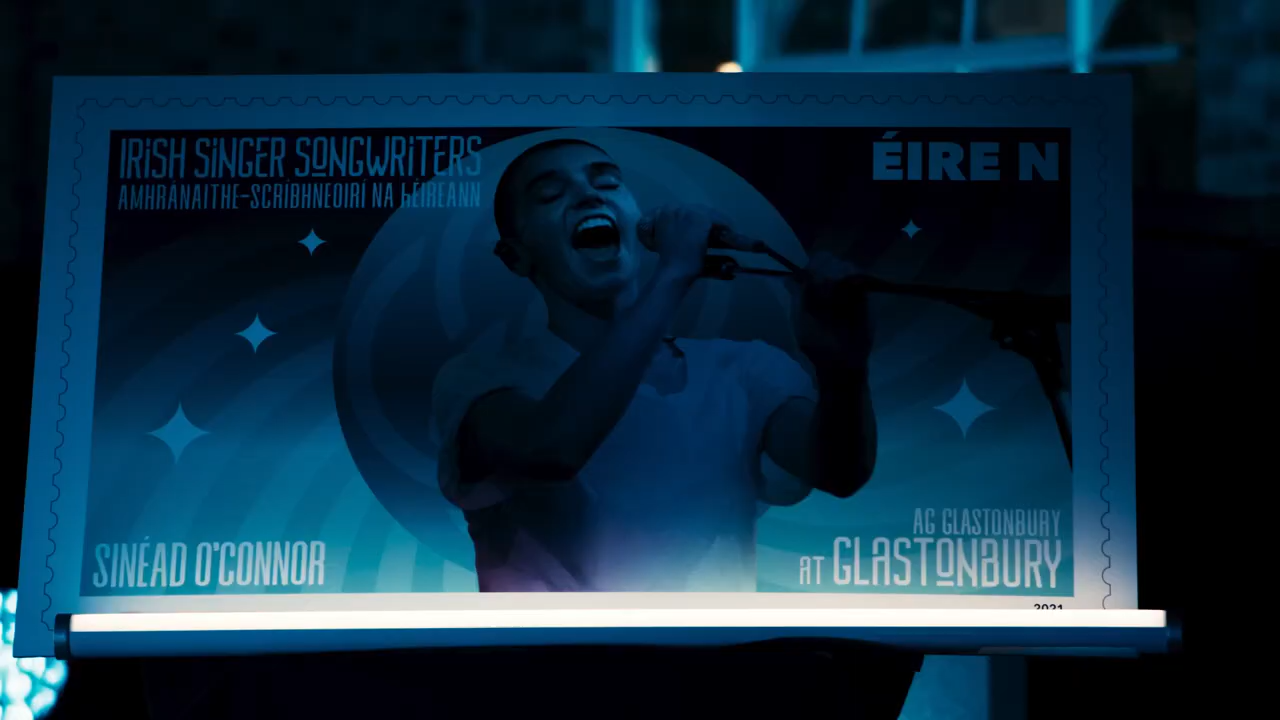 IRISH SINGER SONGWRITERS
AMHRÁNAITHE-SCRÍBHNEOIRÍ NA hÉIREANN
ÉIRE N
SINÉAD O'CONNOR
AG GLASTONBURY
AT GLASTONBURY
2021